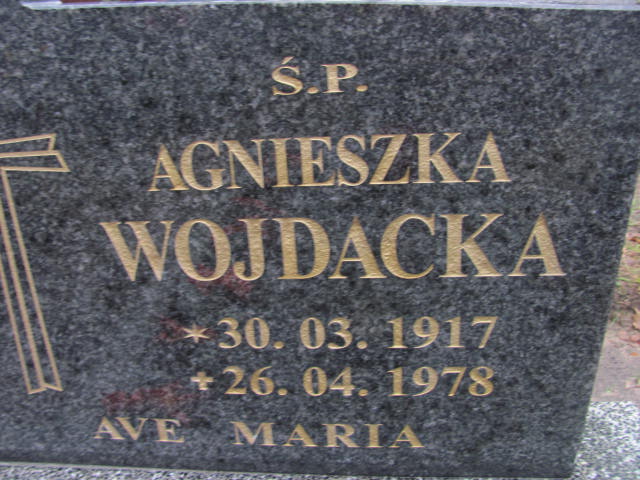 Ś.P.
AGNIESZKA
WOJDACKA
*30. 03. 1917
+26. 04. 1978
AVE MARIA